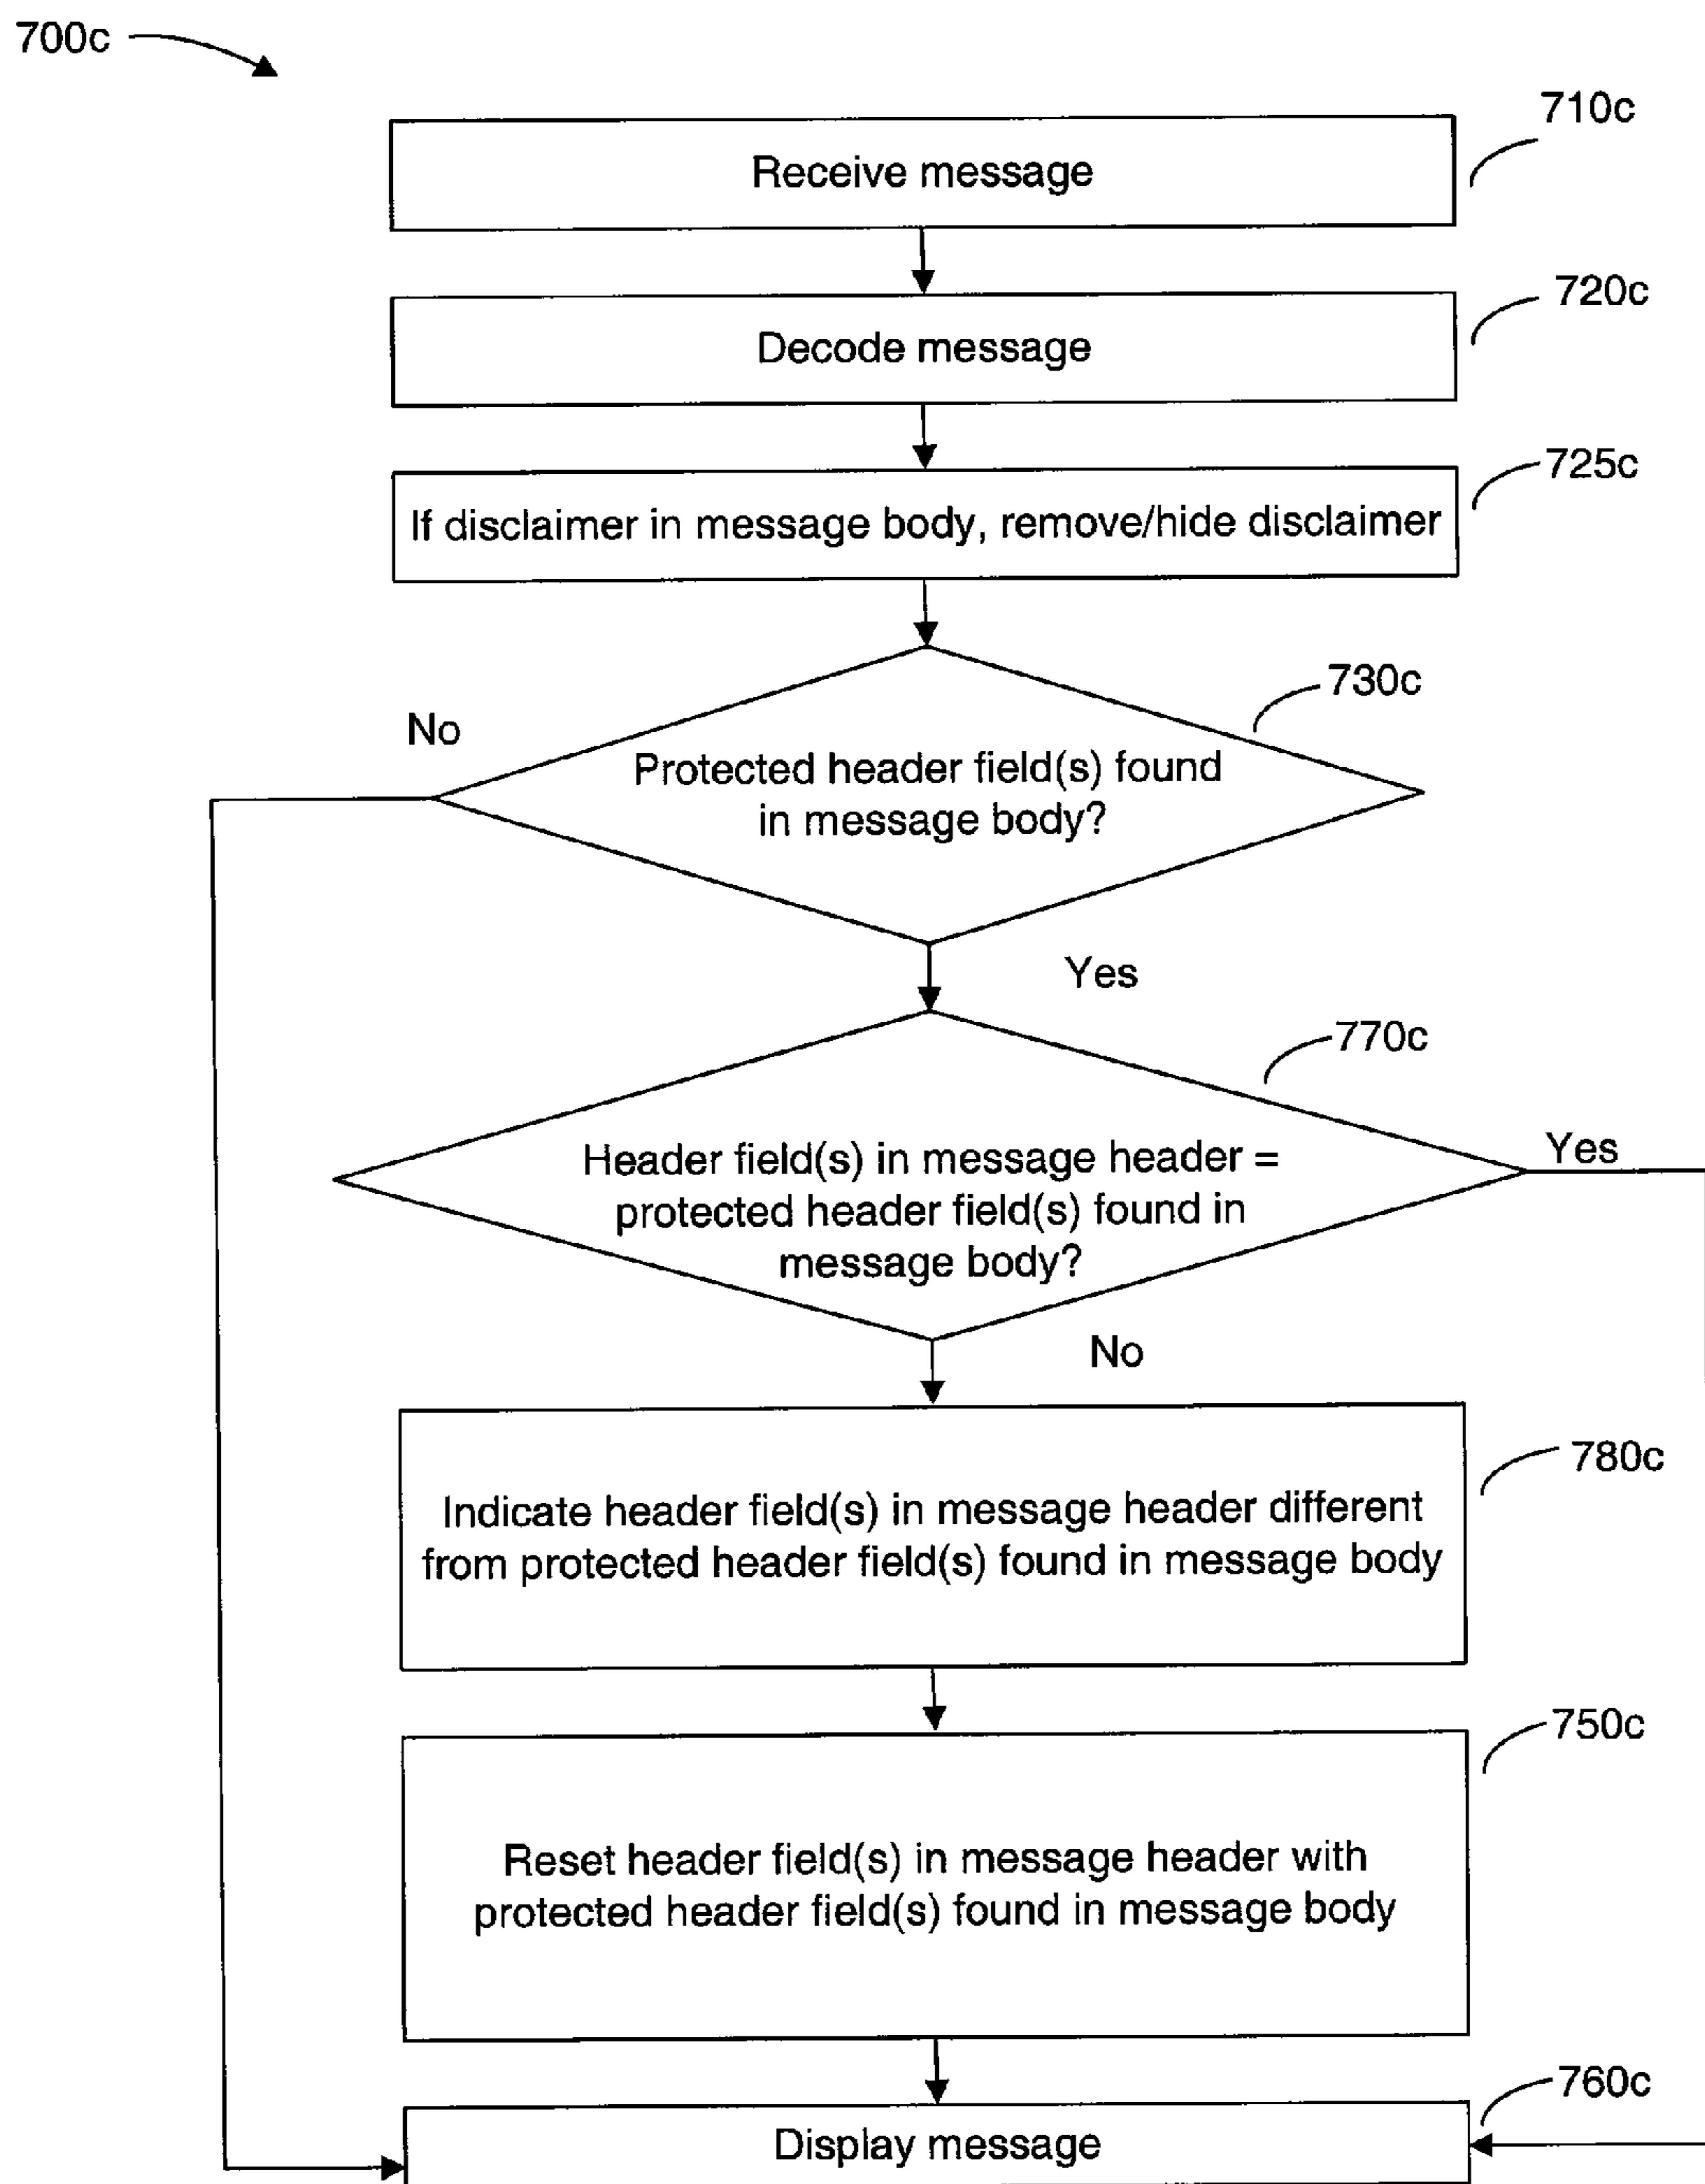 700c
710c
Receive message
720c
Decode message
725c
If disclaimer in message body, remove/hide disclaimer
730c
No
Protected header field(s) found
in message body?
Yes
770c
Yes
Header field(s) in message header =
protected header field(s) found in
message body?
No
780c
Indicate header field(s) in message header different
from protected header field(s) found in message body
750c
Reset header field(s) in message header with
protected header field(s) found in message body
760c
Display message